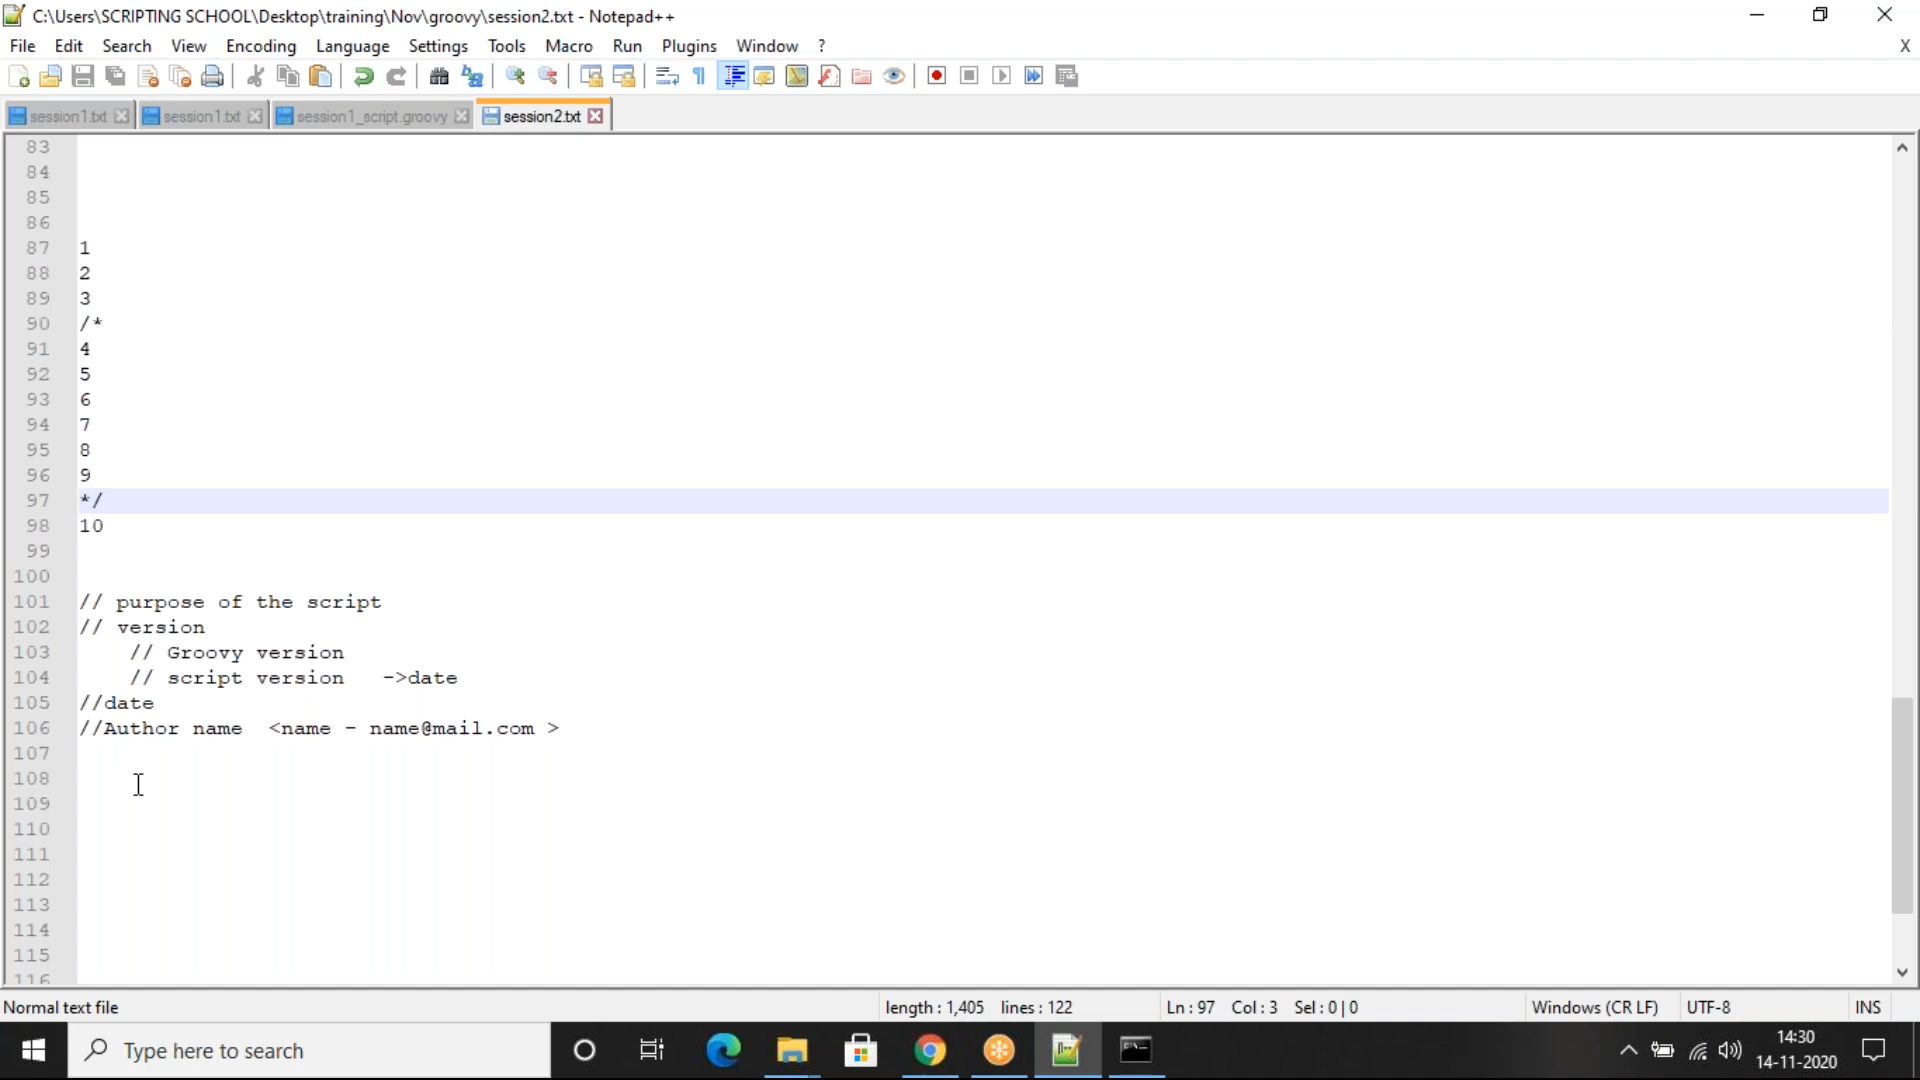 C:\Users\SCRIPTING SCHOOL\Desktop\training\Nov\groovy\session2.txt - Notepad++
File Edit Search View Encoding Language Settings Tools Macro Run Plugins Window ? X
session1.txt session1.txt session1_script.groovy session2.txt
83
84
85
86
87 1
88 2
89 3
90 /*
91 4
92 5
93 6
94 7
95 8
96 9
97 */
98 10
99
100
101 // purpose of the script
102 // version
103 // Groovy version
104 // script version ->date
105 //date
106 //Author name <name - name@mail.com >
107
108
109
110
111
112
113
114
115
116
Normal text file length : 1,405 lines : 122 Ln : 97 Col : 3 Sel : 0 | 0 Windows (CR LF) UTF-8 INS
Type here to search
14:30
14-11-2020